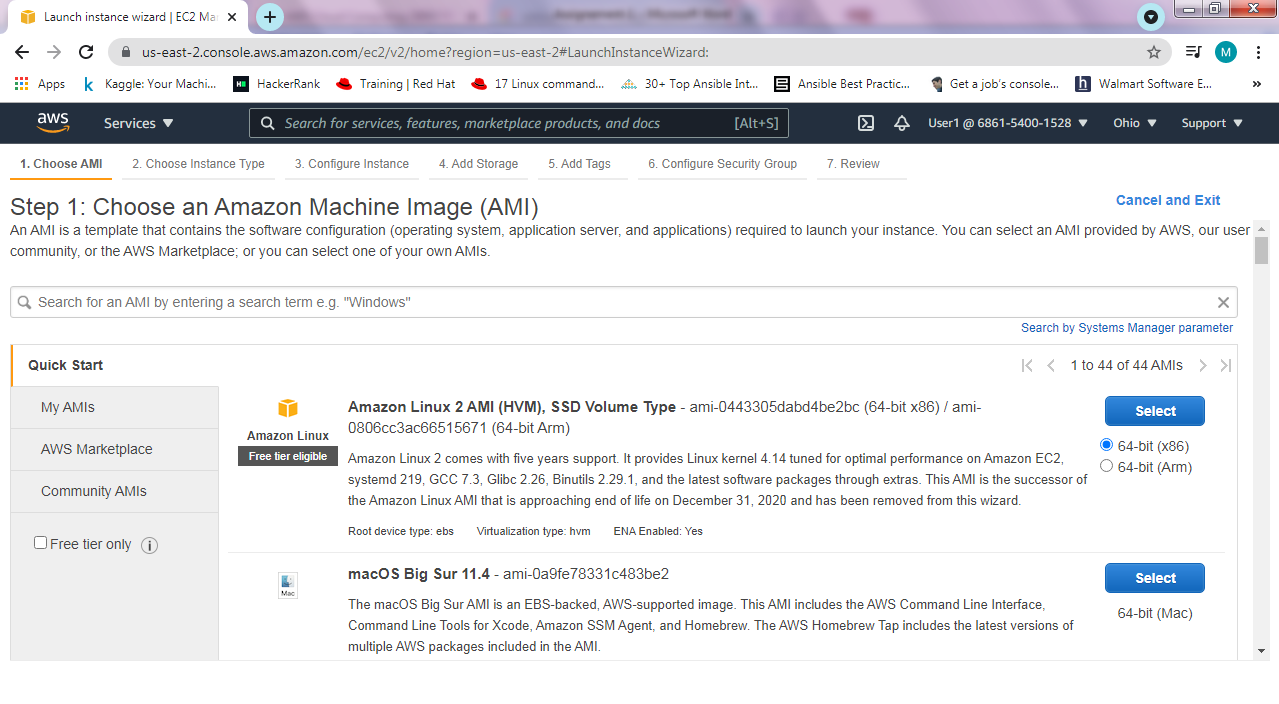 Launch instance wizard | EC2 Ma
us-east-2.console.aws.amazon.com/ec2/v2/home?region=us-east-2#LaunchInstanceWizard:
M
Apps
Kaggle: Your Machi...
HackerRank
Training | Red Hat
17 Linux command...
30+ Top Ansible Int...
Ansible Best Practic...
Get a job's console...
Walmart Software E...
»
aws
Services
Search for services, features, marketplace products, and docs
[Alt+S]
User1 @ 6861-5400-1528
Ohio
Support
1. Choose AMI
2. Choose Instance Type
3. Configure Instance
4. Add Storage
5. Add Tags
6. Configure Security Group
7. Review
Step 1: Choose an Amazon Machine Image (AMI)
Cancel and Exit
An AMI is a template that contains the software configuration (operating system, application server, and applications) required to launch your instance. You can select an AMI provided by AWS, our user
community, or the AWS Marketplace; or you can select one of your own AMIs.
Search for an AMI by entering a search term e.g. "Windows"
Search by Systems Manager parameter
Quick Start
1 to 44 of 44 AMIs
My AMIs
AWS Marketplace
Community AMIs
Free tier only
Amazon Linux
Free tier eligible
Amazon Linux 2 AMI (HVM), SSD Volume Type - ami-0443305dabd4be2bc (64-bit x86) / ami-
0806cc3ac66515671 (64-bit Arm)
Amazon Linux 2 comes with five years support. It provides Linux kernel 4.14 tuned for optimal performance on Amazon EC2,
systemd 219, GCC 7.3, Glibc 2.26, Binutils 2.29.1, and the latest software packages through extras. This AMI is the successor of
the Amazon Linux AMI that is approaching end of life on December 31, 2020 and has been removed from this wizard.
Root device type: ebs
Virtualization type: hvm
ENA Enabled: Yes
Select
64-bit (x86)
64-bit (Arm)
Mac
macOS Big Sur 11.4 - ami-0a9fe78331c483be2
The macOS Big Sur AMI is an EBS-backed, AWS-supported image. This AMI includes the AWS Command Line Interface,
Command Line Tools for Xcode, Amazon SSM Agent, and Homebrew. The AWS Homebrew Tap includes the latest versions of
multiple AWS packages included in the AMI.
Select
64-bit (Mac)